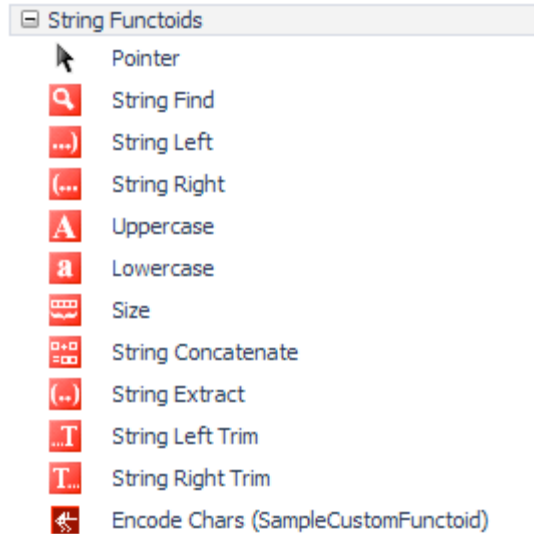 String Functoids
Pointer
String Find
...) String Left
(... String Right
A Uppercase
a Lowercase
Size
String Concatenate
(..) String Extract
...T String Left Trim
T... String Right Trim
Encode Chars (SampleCustomFunctoid)